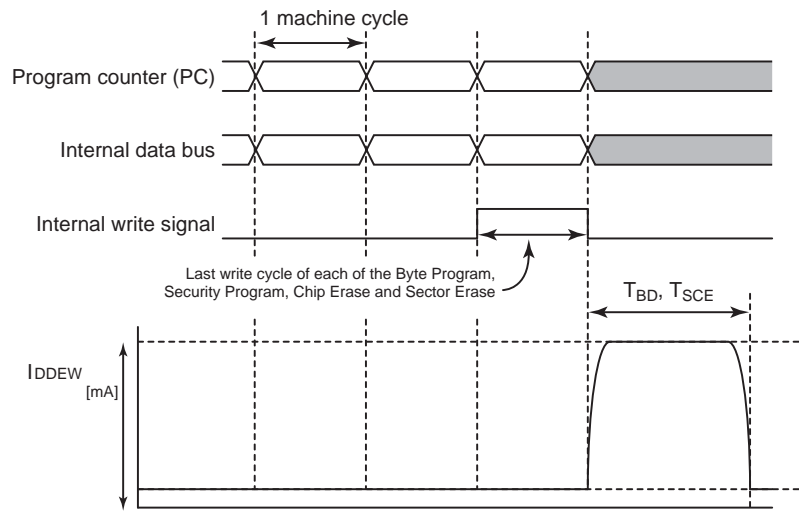 1 machine cycle
Program counter (PC)
Internal data bus
Internal write signal
Last write cycle of each of the Byte Program,
Security Program, Chip Erase and Sector Erase
TBD, TSCE
IDDEW
[mA]